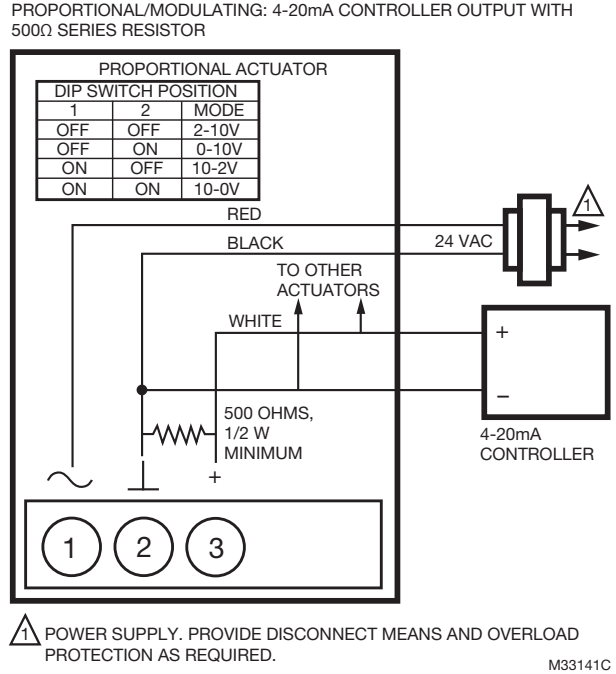 PROPORTIONAL/MODULATING: 4-20mA CONTROLLER OUTPUT WITH
500Ω SERIES RESISTOR
PROPORTIONAL ACTUATOR
DIP SWITCH POSITION
1 2 MODE
OFF OFF 2-10V
OFF ON 0-10V
ON OFF 10-2V
ON ON 10-0V
RED
1
BLACK
24 VAC
TO OTHER
ACTUATORS
WHITE
+
–
500 OHMS,
1/2 W
MINIMUM
+
4-20mA
CONTROLLER
1 2 3
1 POWER SUPPLY. PROVIDE DISCONNECT MEANS AND OVERLOAD
PROTECTION AS REQUIRED.
M33141C